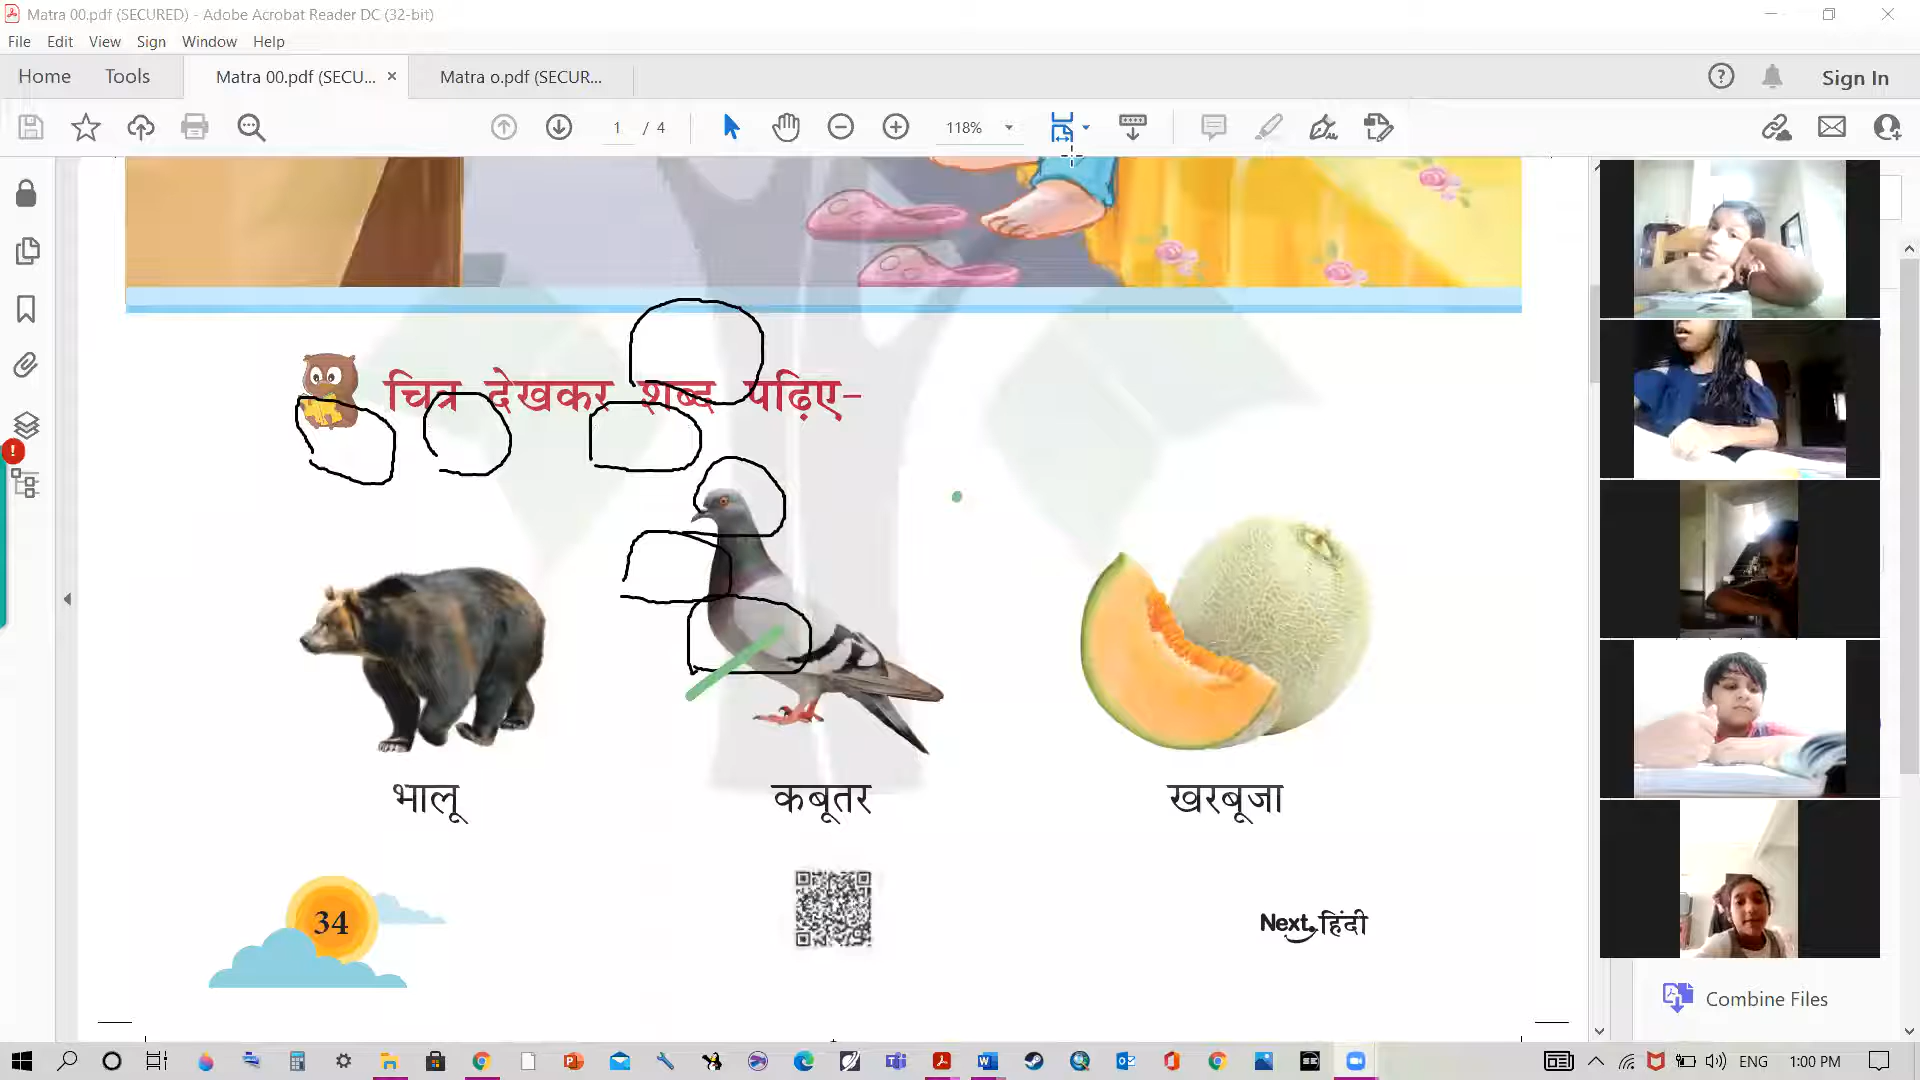 Matra 00.pdf (SECURED) - Adobe Acrobat Reader DC (32-bit)
File Edit View Sign Window Help
Home Tools Matra 00.pdf (SECU... × Matra o.pdf (SECUR... Sign In
1 / 4 118%
चित्र देखकर शब्द पढ़िए-
भालू कबूतर खरबूजा
34
Next हिंदी
Combine Files
ENG 1:00 PM